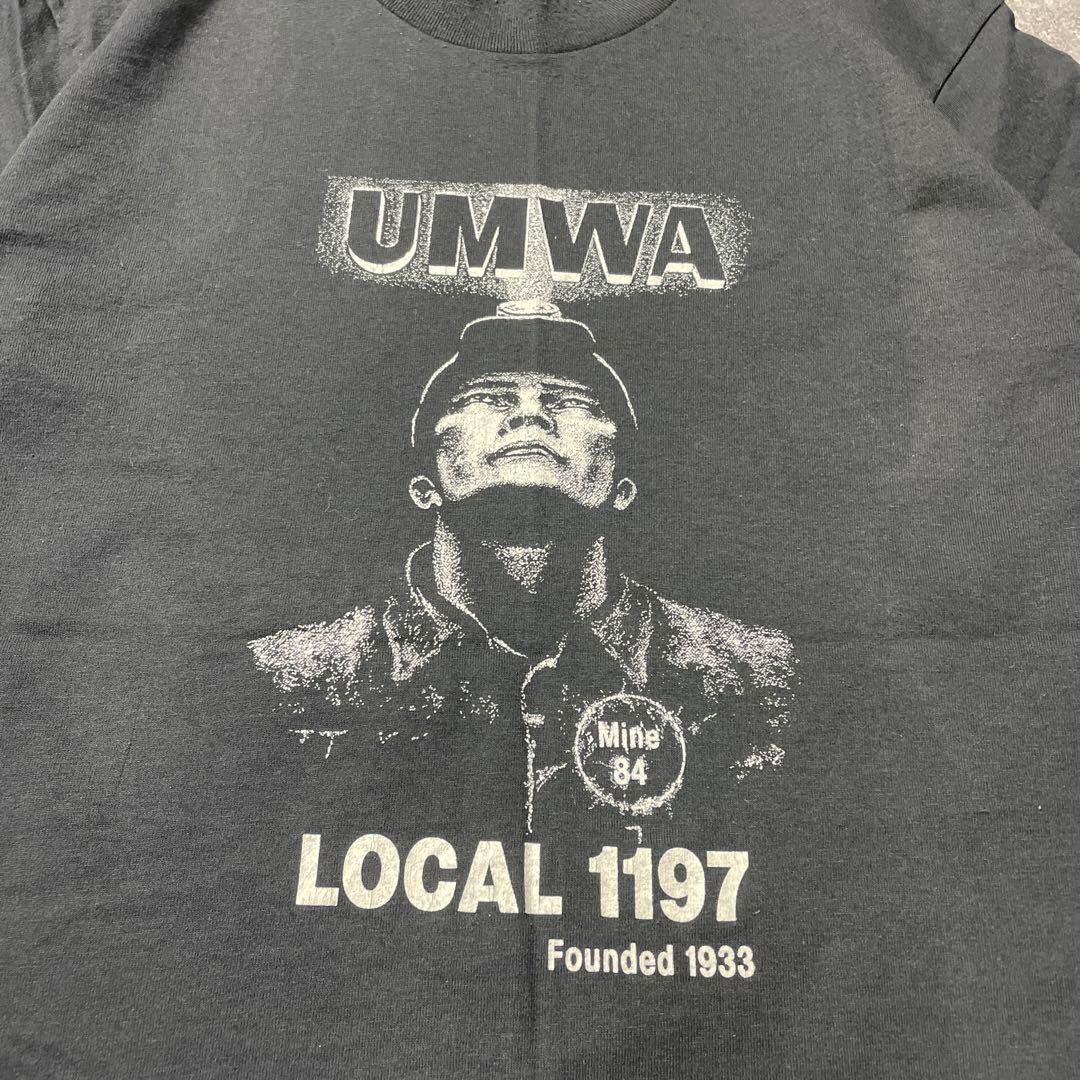 UMWA
Mine
84
LOCAL 1197
Founded 1933